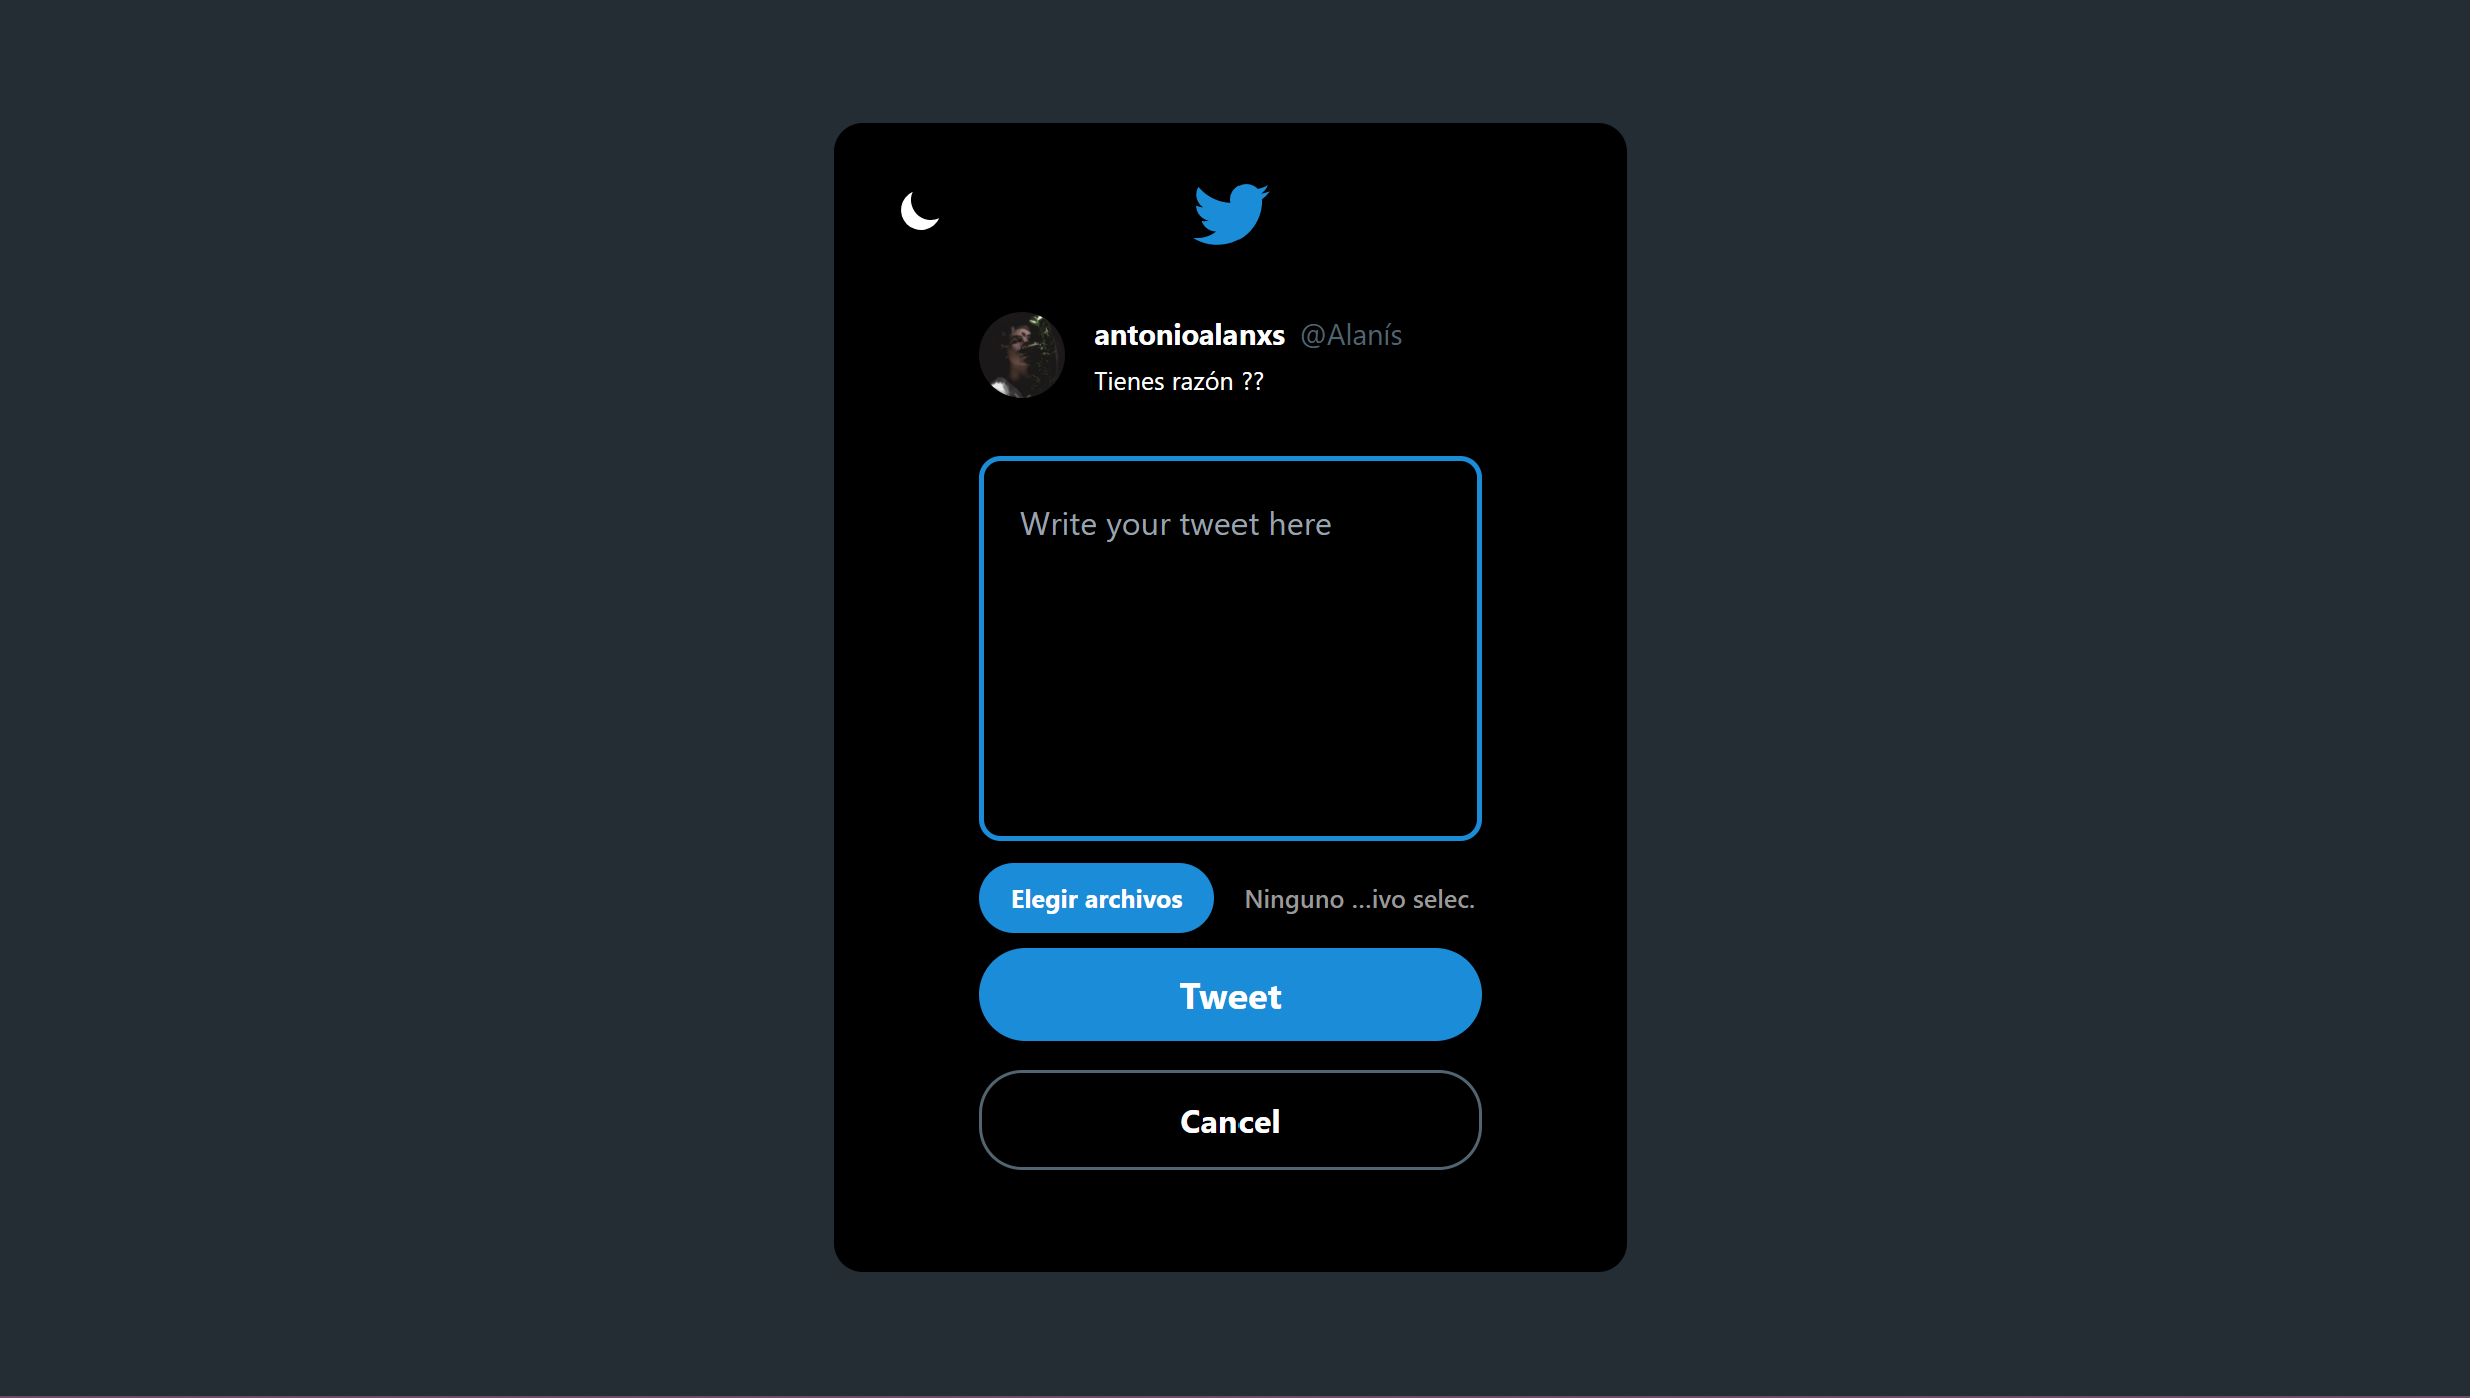 antonioalanxs @Alanís
Tienes razón ??
Write your tweet here
Elegir archivos Ninguno ...ivo selec.
Tweet
Cancel